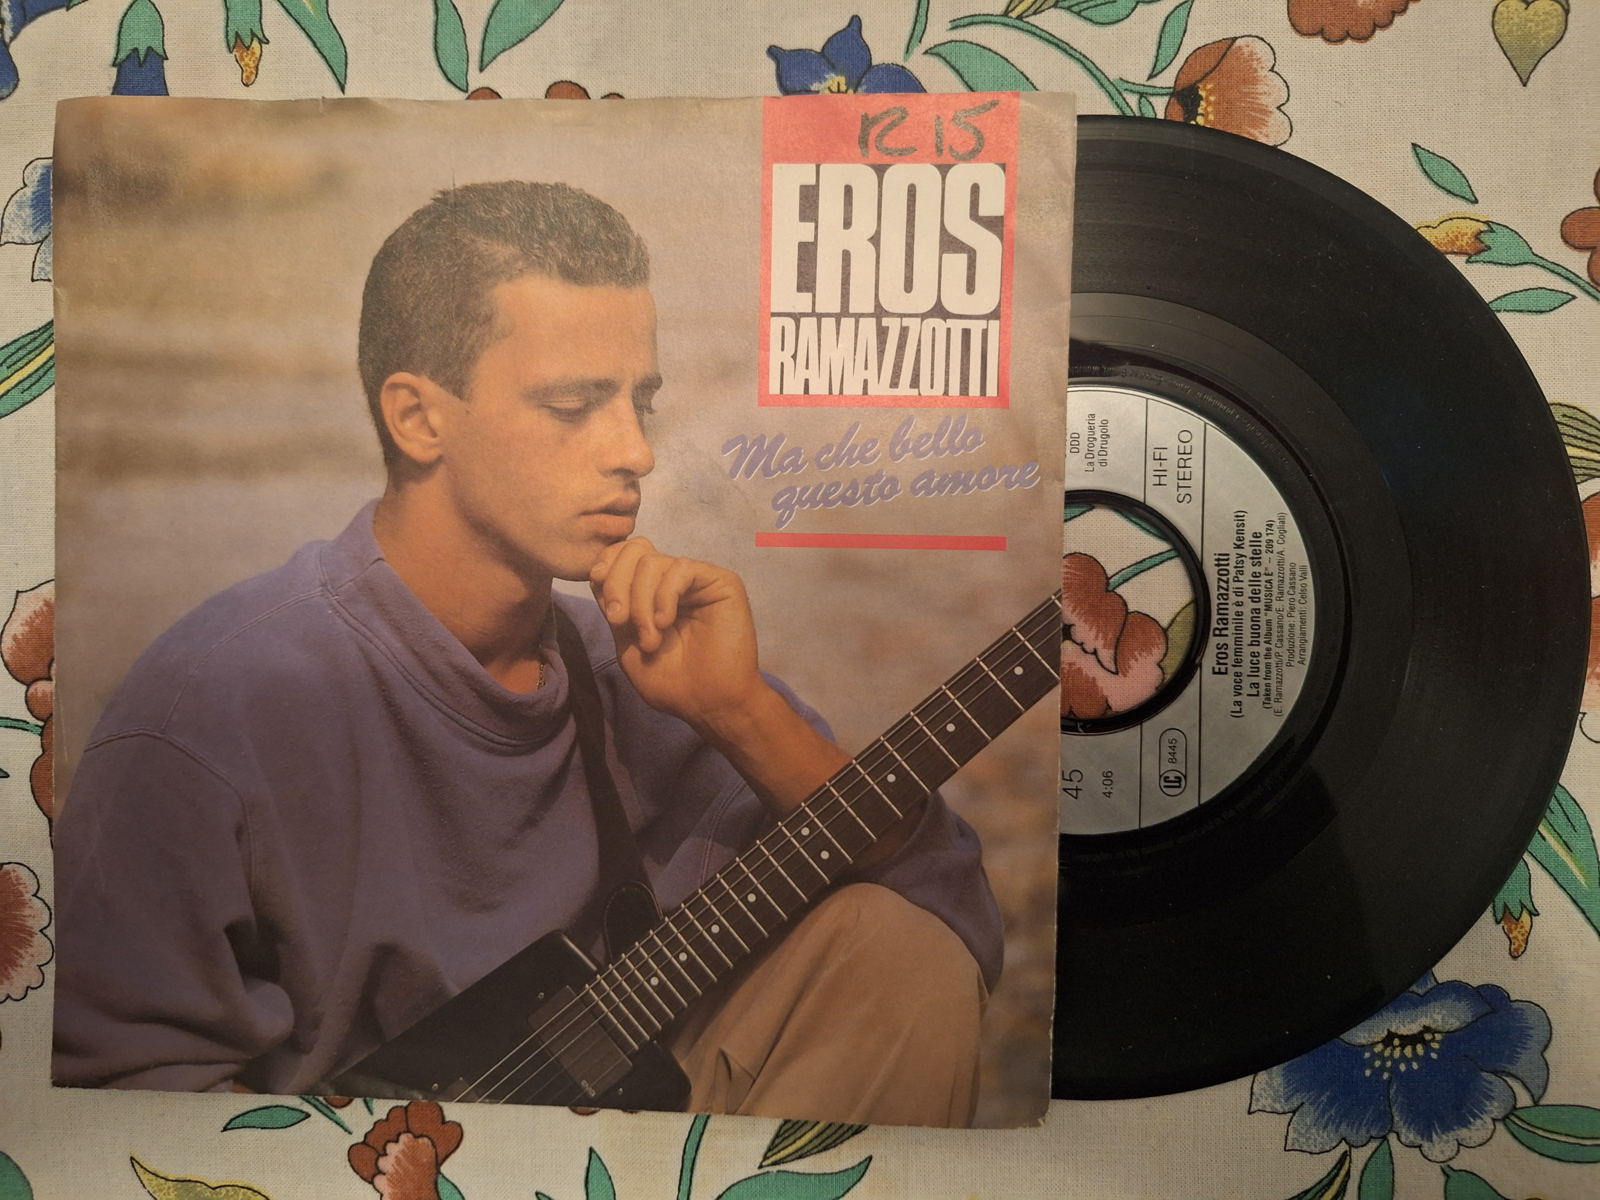 R 15
EROS
RAMAZZOTTI
Ma che bello
questo amore
DDD
La Drogueria
di Drugolo
HI-FI
STEREO
Eros Ramazzotti
(La voce femminile è di Patsy Kensit)
La luce buona delle stelle
(Taken from the Album "MUSICA È" – 209 174)
(E. Ramazzotti/P. Cassano/E. Ramazzotti/A. Cogliati)
Produzione: Piero Cassano
Arrangiamenti: Celso Valli
45
4:06
LC 8445